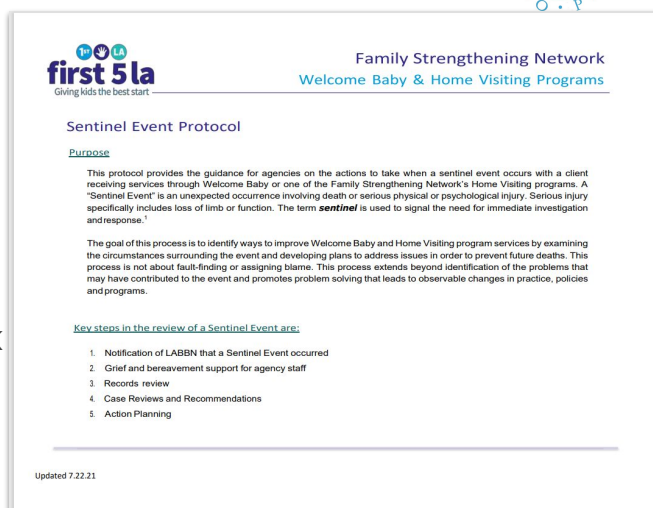 1ST LA
first 5 la
Giving kids the best start
Family Strengthening Network
Welcome Baby & Home Visiting Programs
Sentinel Event Protocol
Purpose
This protocol provides the guidance for agencies on the actions to take when a sentinel event occurs with a client
receiving services through Welcome Baby or one of the Family Strengthening Network's Home Visiting programs. A
"Sentinel Event" is an unexpected occurrence involving death or serious physical or psychological injury. Serious injury
specifically includes loss of limb or function. The term sentinel is used to signal the need for immediate investigation
and response.1
The goal of this process is to identify ways to improve Welcome Baby and Home Visiting program services by examining
the circumstances surrounding the event and developing plans to address issues in order to prevent future deaths. This
process is not about fault-finding or assigning blame. This process extends beyond identification of the problems that
may have contributed to the event and promotes problem solving that leads to observable changes in practice, policies
and programs.
Key steps in the review of a Sentinel Event are:
1. Notification of LABBN that a Sentinel Event occurred
2. Grief and bereavement support for agency staff
3. Records review
4. Case Reviews and Recommendations
5. Action Planning
Updated 7.22.21